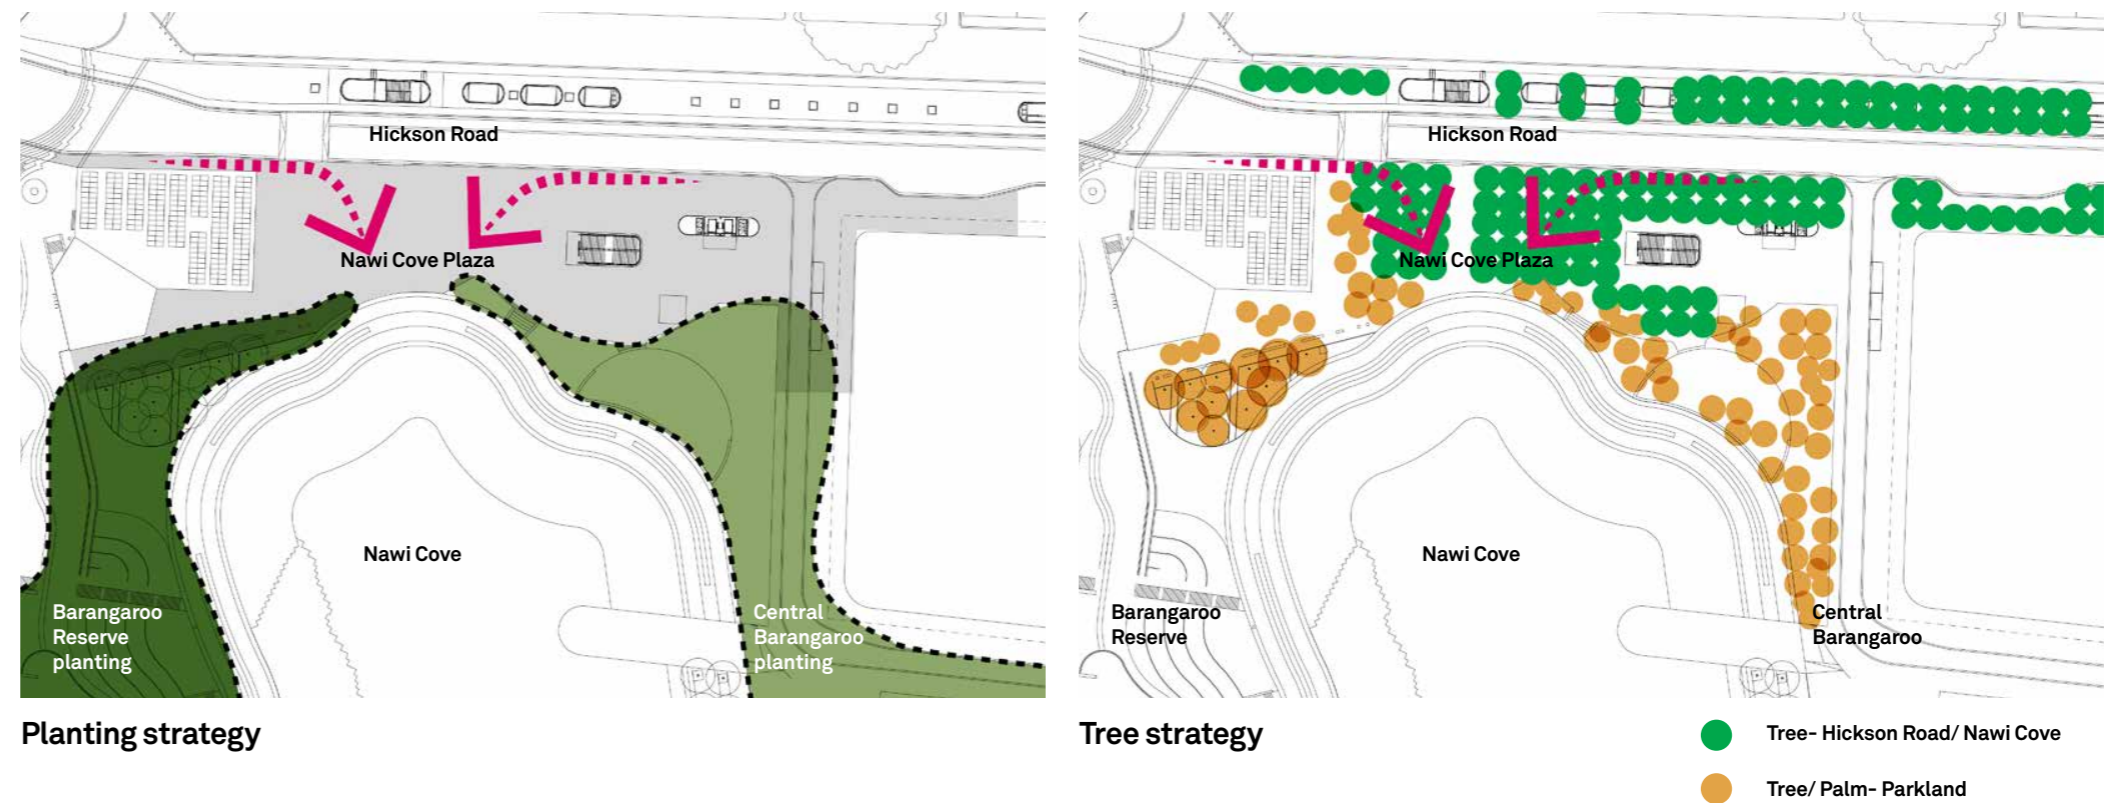 Hickson Road
Nawi Cove Plaza
Nawi Cove
Barangaroo
Reserve
planting
Central
Barangaroo
planting
Planting strategy
Hickson Road
Nawi Cove Plaza
Nawi Cove
Barangaroo
Reserve
Central
Barangaroo
Tree strategy
Tree- Hickson Road/ Nawi Cove
Tree/ Palm- Parkland